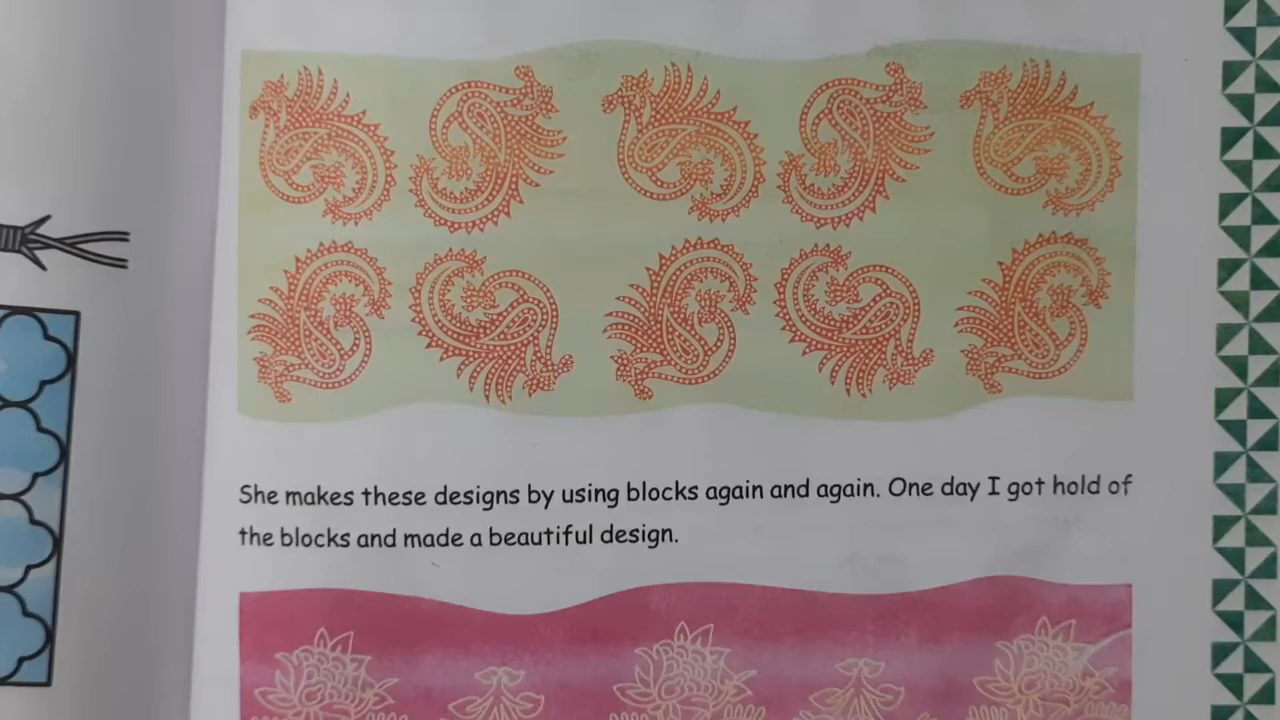 She makes these designs by using blocks again and again. One day I got hold of
the blocks and made a beautiful design.